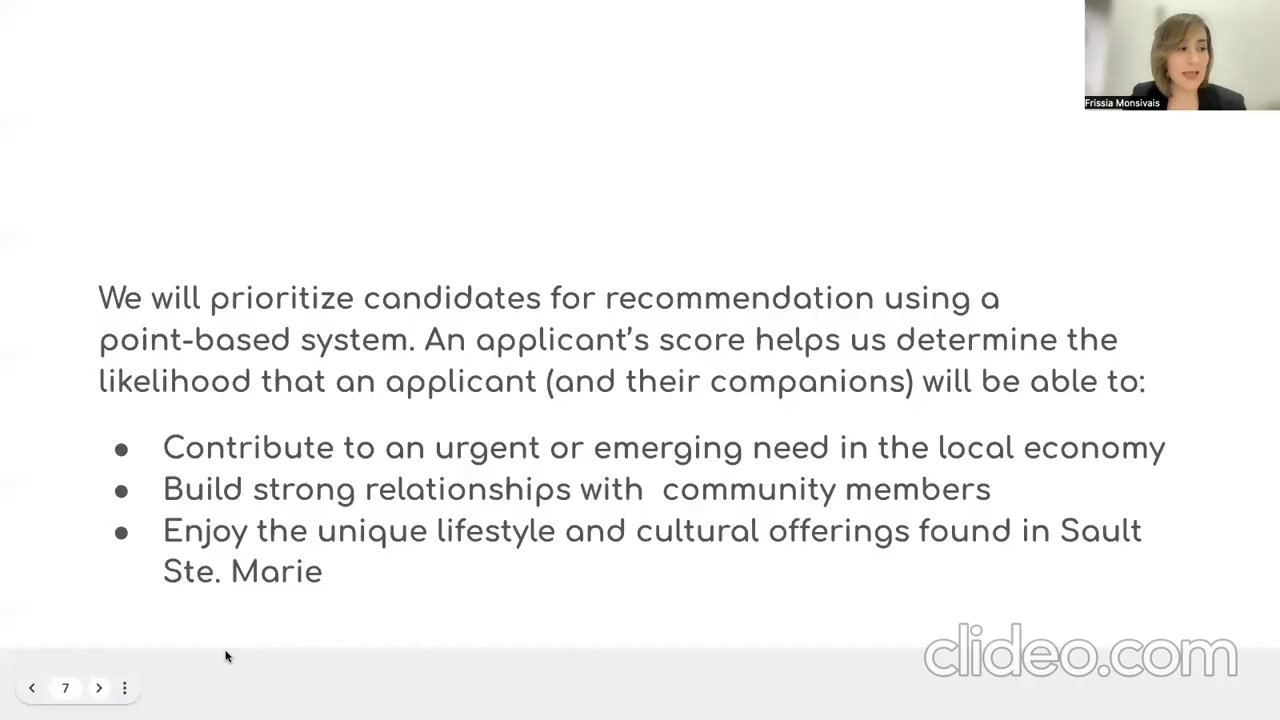 Frissia Monsivais
We will prioritize candidates for recommendation using a
point-based system. An applicant’s score helps us determine the
likelihood that an applicant (and their companions) will be able to:
● Contribute to an urgent or emerging need in the local economy
● Build strong relationships with  community members
● Enjoy the unique lifestyle and cultural offerings found in Sault
Ste. Marie
clideo.com
7